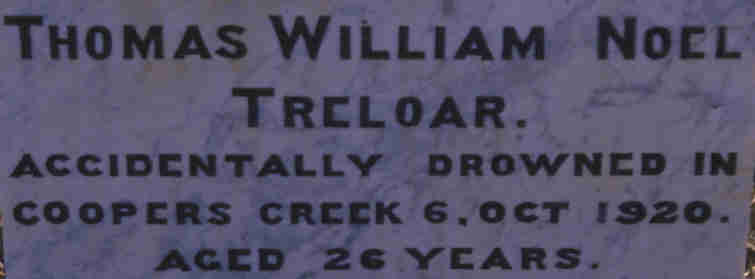 THOMAS WILLIAM NOEL
TRELOAR.
ACCIDENTALLY DROWNED IN
COOPERS CREEK 6, OCT 1920.
AGED 26 YEARS.